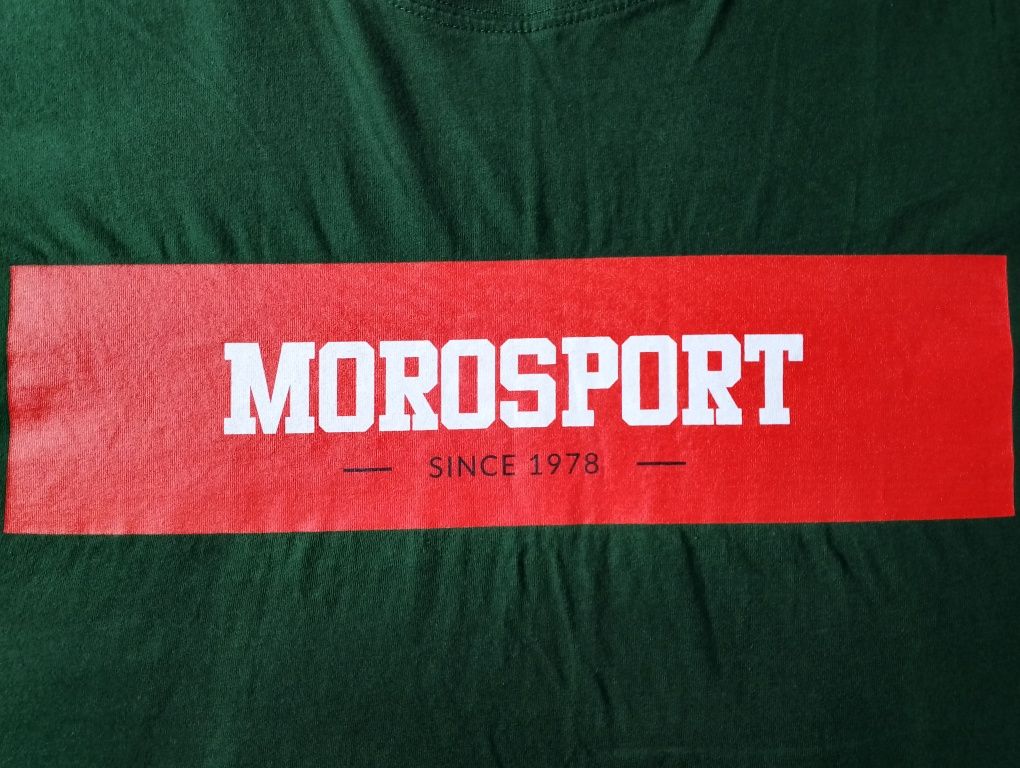 MOROSPORT
— SINCE 1978 —